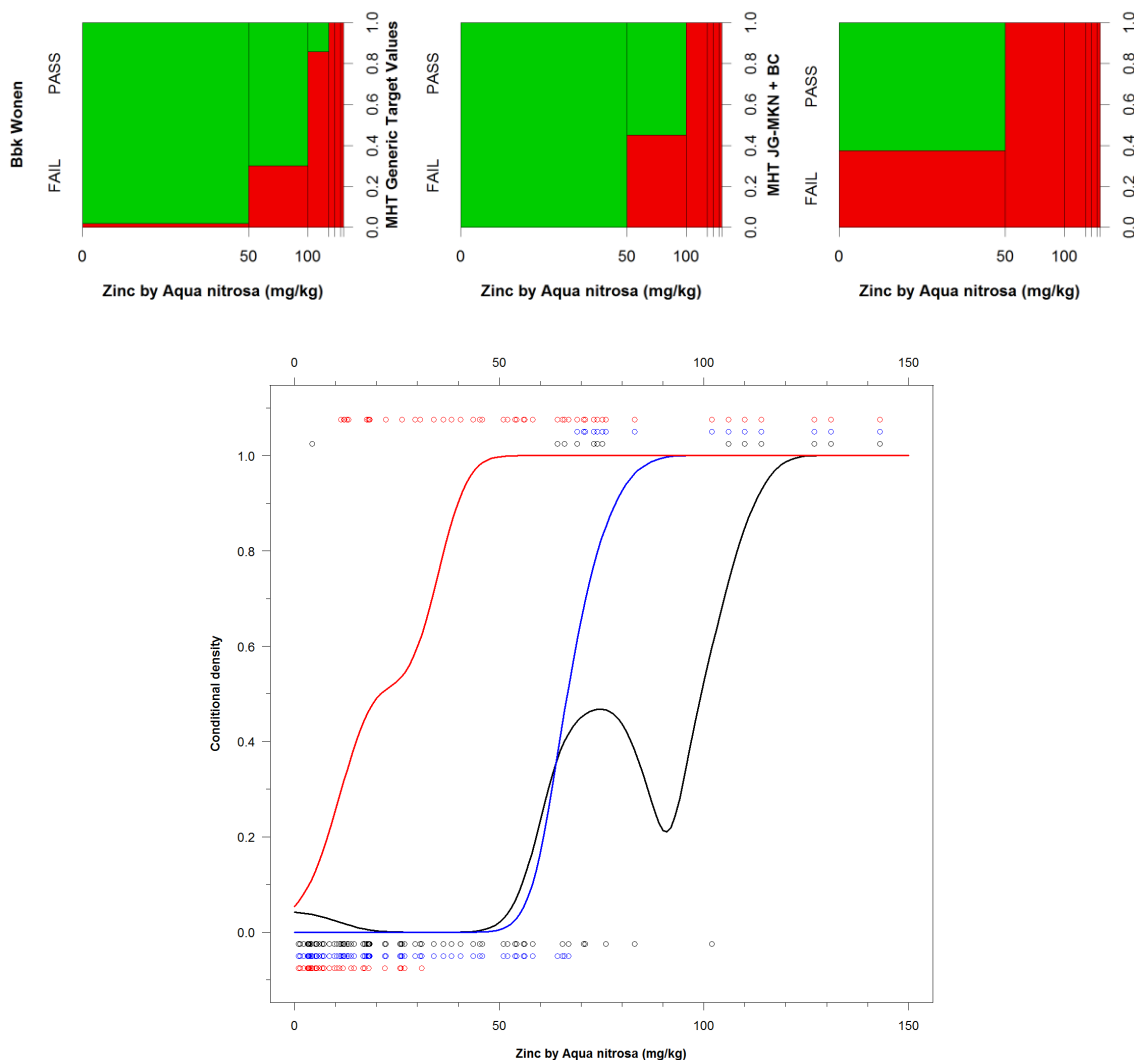 Bbk Wonen
FAIL PASS
0.0 0.2 0.4 0.6 0.8 1.0
0 50 100
Zinc by Aqua nitrosa (mg/kg)
MHT Generic Target Values
FAIL PASS
0.0 0.2 0.4 0.6 0.8 1.0
0 50 100
Zinc by Aqua nitrosa (mg/kg)
MHT JG-MKN + BC
FAIL PASS
0.0 0.2 0.4 0.6 0.8 1.0
0 50 100
Zinc by Aqua nitrosa (mg/kg)
0 50 100 150
Conditional density
1.0
0.8
0.6
0.4
0.2
0.0
0 50 100 150
Zinc by Aqua nitrosa (mg/kg)